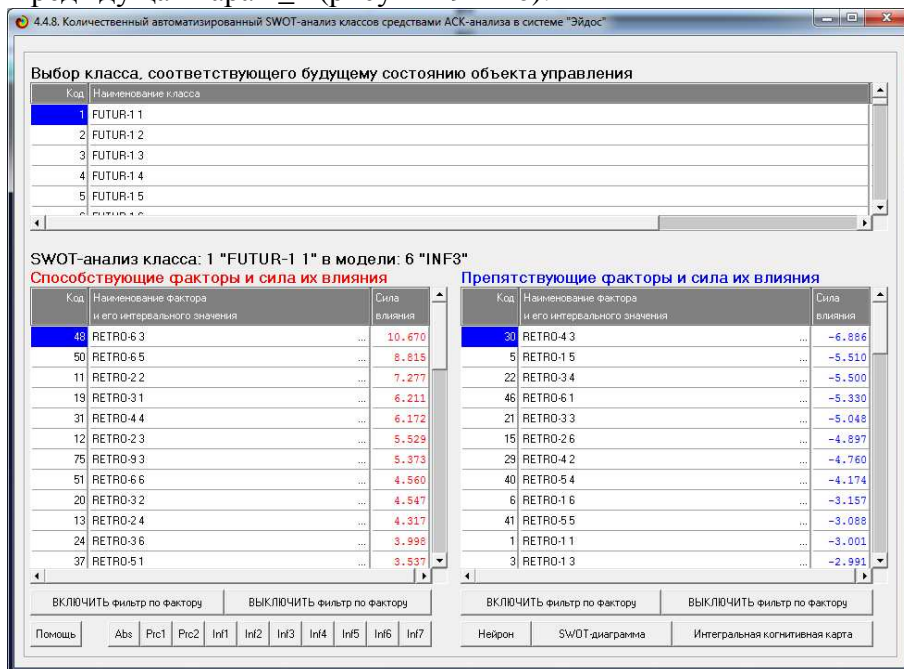 4.4.8. Количественный автоматизированный SWOT-анализ классов средствами АСК-анализа в системе "Эйдос"
Выбор класса, соответствующего будущему состоянию объекта управления
Код Наименование класса
1 FUTUR-1 1
2 FUTUR-1 2
3 FUTUR-1 3
4 FUTUR-1 4
5 FUTUR-1 5
SWOT-анализ класса: 1 "FUTUR-1 1" в модели: 6 "INF3"
Способствующие факторы и сила их влияния
Код Наименование фактора и его интервального значения Сила влияния
48 RETRO-6 3 ... 10.670
50 RETRO-6 5 ... 8.815
11 RETRO-2 2 ... 7.277
19 RETRO-3 1 ... 6.211
31 RETRO-4 4 ... 6.172
12 RETRO-2 3 ... 5.529
75 RETRO-9 3 ... 5.373
51 RETRO-6 6 ... 4.560
20 RETRO-3 2 ... 4.547
13 RETRO-2 4 ... 4.317
24 RETRO-3 6 ... 3.998
37 RETRO-5 1 ... 3.537
ВКЛЮЧИТЬ фильтр по фактору ВЫКЛЮЧИТЬ фильтр по фактору
Препятствующие факторы и сила их влияния
Код Наименование фактора и его интервального значения Сила влияния
30 RETRO-4 3 ... -6.886
5 RETRO-1 5 ... -5.510
22 RETRO-3 4 ... -5.500
46 RETRO-6 1 ... -5.330
21 RETRO-3 3 ... -5.048
15 RETRO-2 6 ... -4.897
29 RETRO-4 2 ... -4.760
40 RETRO-5 4 ... -4.174
6 RETRO-1 6 ... -3.157
41 RETRO-5 5 ... -3.088
1 RETRO-1 1 ... -3.001
3 RETRO-1 3 ... -2.991
ВКЛЮЧИТЬ фильтр по фактору ВЫКЛЮЧИТЬ фильтр по фактору
Помощь Abs Prc1 Prc2 Inf1 Inf2 Inf3 Inf4 Inf5 Inf6 Inf7 Нейрон SWOT-диаграмма Интегральная когнитивная карта